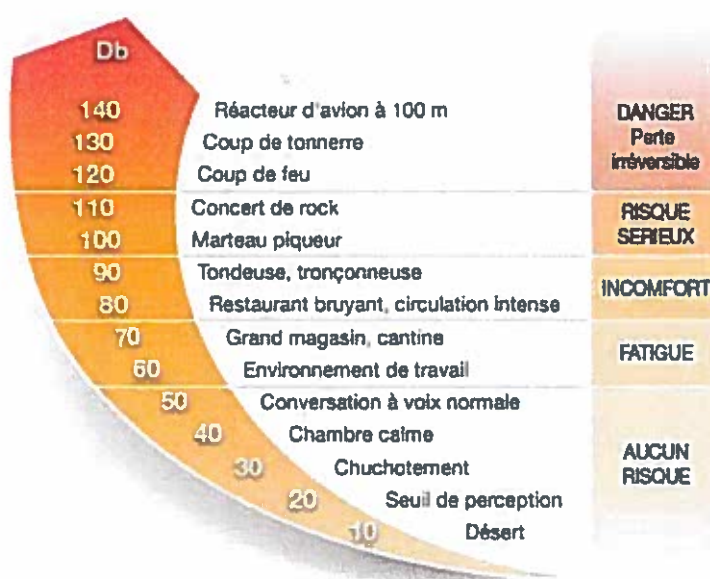 Db
140 Réacteur d'avion à 100 m
130 Coup de tonnerre
120 Coup de feu
DANGER
Perte
irréversible
110 Concert de rock
100 Marteau piqueur
RISQUE
SERIEUX
90 Tondeuse, tronçonneuse
80 Restaurant bruyant, circulation intense
INCOMFORT
70 Grand magasin, cantine
60 Environnement de travail
FATIGUE
50 Conversation à voix normale
40 Chambre calme
30 Chuchotement
20 Seuil de perception
10 Désert
AUCUN
RISQUE